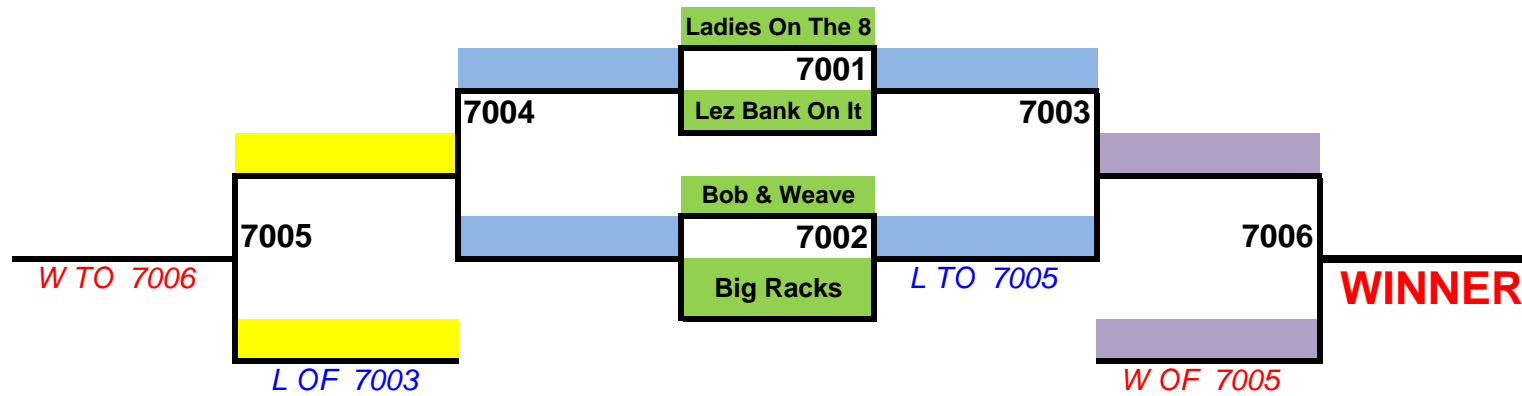 Ladies On The 8
7001
7004
Lez Bank On It
7003
Bob & Weave
7005
7002
7006
W TO 7006
Big Racks
L TO 7005
WINNER
L OF 7003
W OF 7005